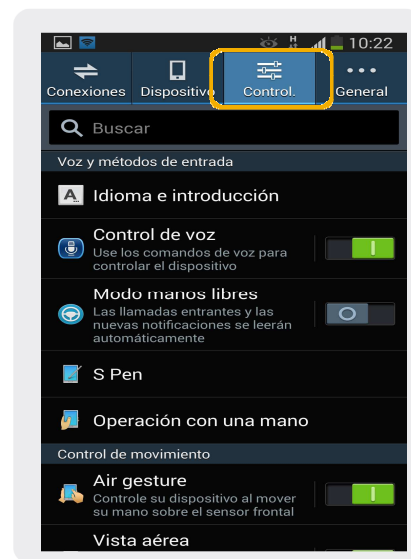 H 10:22
Conexiones Dispositivo Control. General
Buscar
Voz y métodos de entrada
A Idioma e introducción
Control de voz
Use los comandos de voz para
controlar el dispositivo
Modo manos libres
Las llamadas entrantes y las
nuevas notificaciones se leerán
automáticamente
S Pen
Operación con una mano
Control de movimiento
Air gesture
Controle su dispositivo al mover
su mano sobre el sensor frontal
Vista aérea